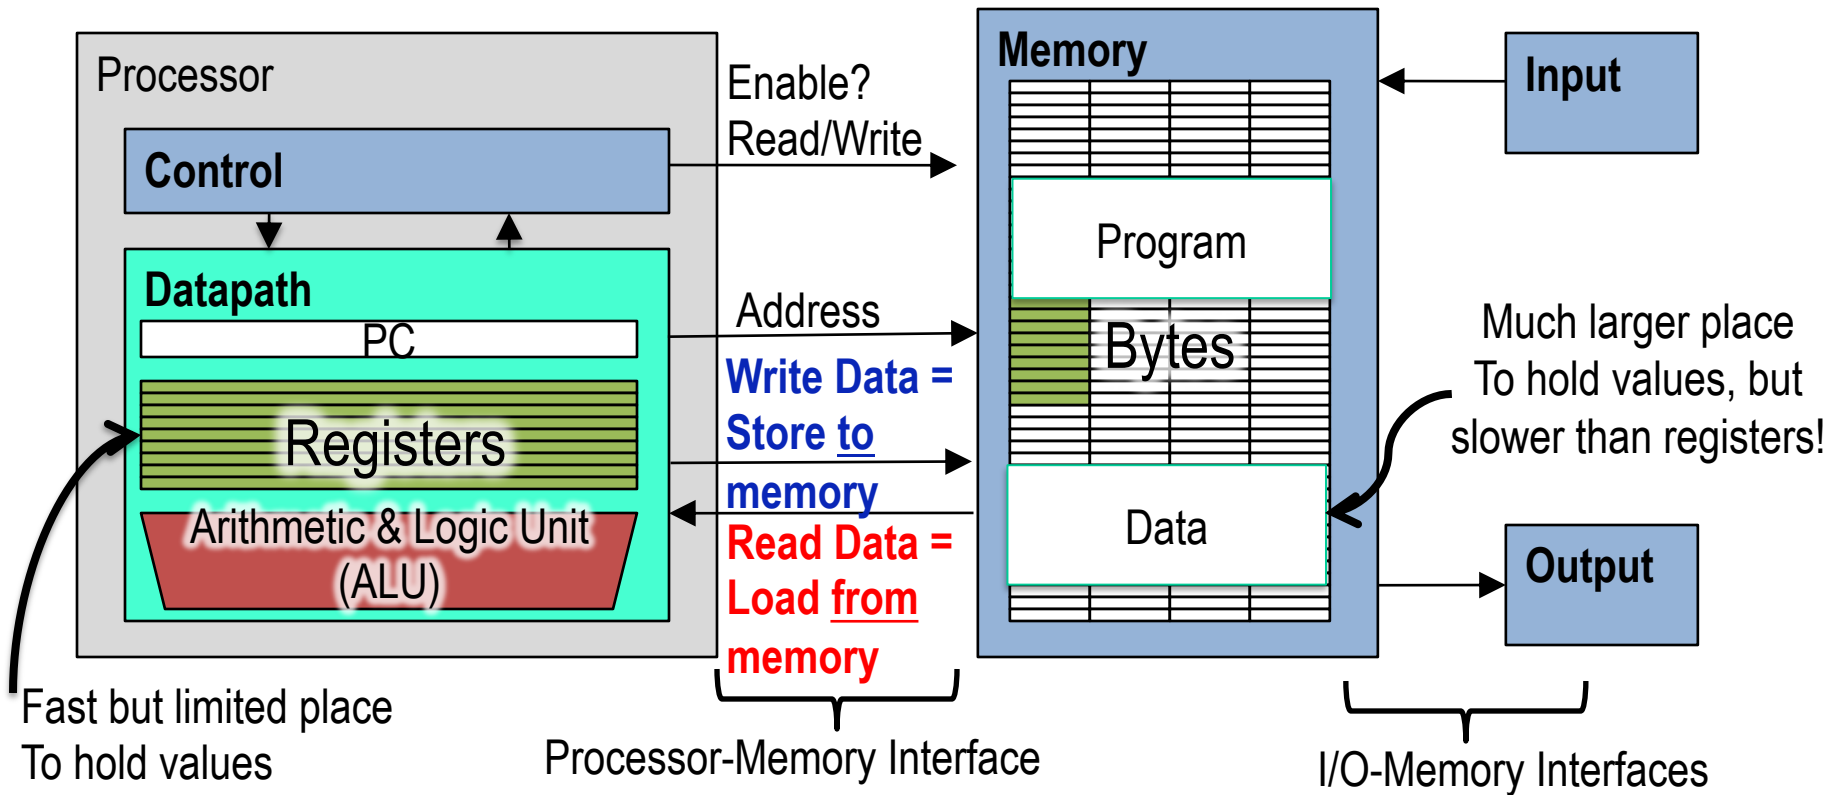 Processor
Control
Datapath
PC
Registers
Arithmetic & Logic Unit
(ALU)
Fast but limited place
To hold values
Enable?
Read/Write
Address
Write Data =
Store to
memory
Read Data =
Load from
memory
Processor-Memory Interface
Memory
Program
Bytes
Data
Input
Much larger place
To hold values, but
slower than registers!
Output
I/O-Memory Interfaces